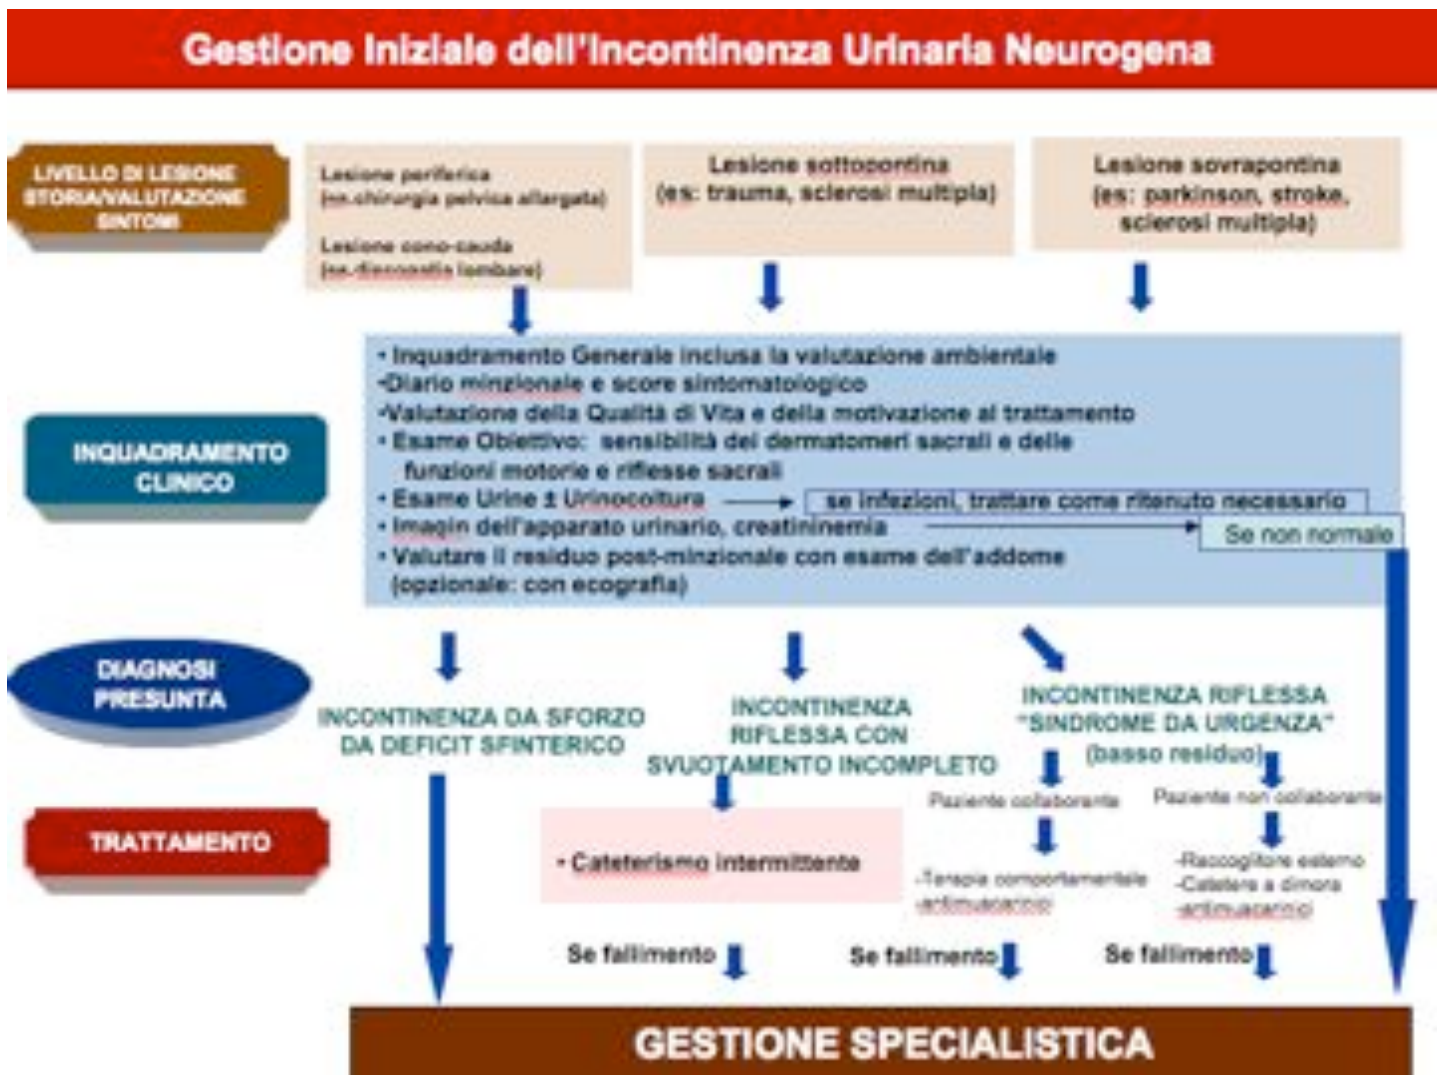 Gestione Iniziale dell'Incontinenza Urinaria Neurogena
LIVELLO DI LESIONE
STORIA/VALUTAZIONE
SINTOMI
Lesione periferica
(es.chirurgia pelvica allargata)
Lesione cono-cauda
(es.discopatia lombare)
Lesione sottopontina
(es: trauma, sclerosi multipla)
Lesione sovrapontina
(es: parkinson, stroke,
sclerosi multipla)
INQUADRAMENTO
CLINICO
• Inquadramento Generale inclusa la valutazione ambientale
•Diario minzionale e score sintomatologico
•Valutazione della Qualità di Vita e della motivazione al trattamento
• Esame Obiettivo: sensibilità dei dermatomeri sacrali e delle
funzioni motorie e riflesse sacrali
• Esame Urine ± Urinocoltura
se infezioni, trattare come ritenuto necessario
• Imagin dell'apparato urinario, creatininemia
Se non normale
• Valutare il residuo post-minzionale con esame dell'addome
(opzionale: con ecografia)
DIAGNOSI
PRESUNTA
INCONTINENZA DA SFORZO
DA DEFICIT SFINTERICO
INCONTINENZA
RIFLESSA CON
SVUOTAMENTO INCOMPLETO
INCONTINENZA RIFLESSA
"SINDROME DA URGENZA"
(basso residuo)
Paziente collaborante
Paziente non collaborante
TRATTAMENTO
• Cateterismo intermittente
-Terapia comportamentale
-antimuscarinici
-Raccoglitore esterno
-Catetere a dimora
-antimuscarinici
Se fallimento
Se fallimento
Se fallimento
GESTIONE SPECIALISTICA